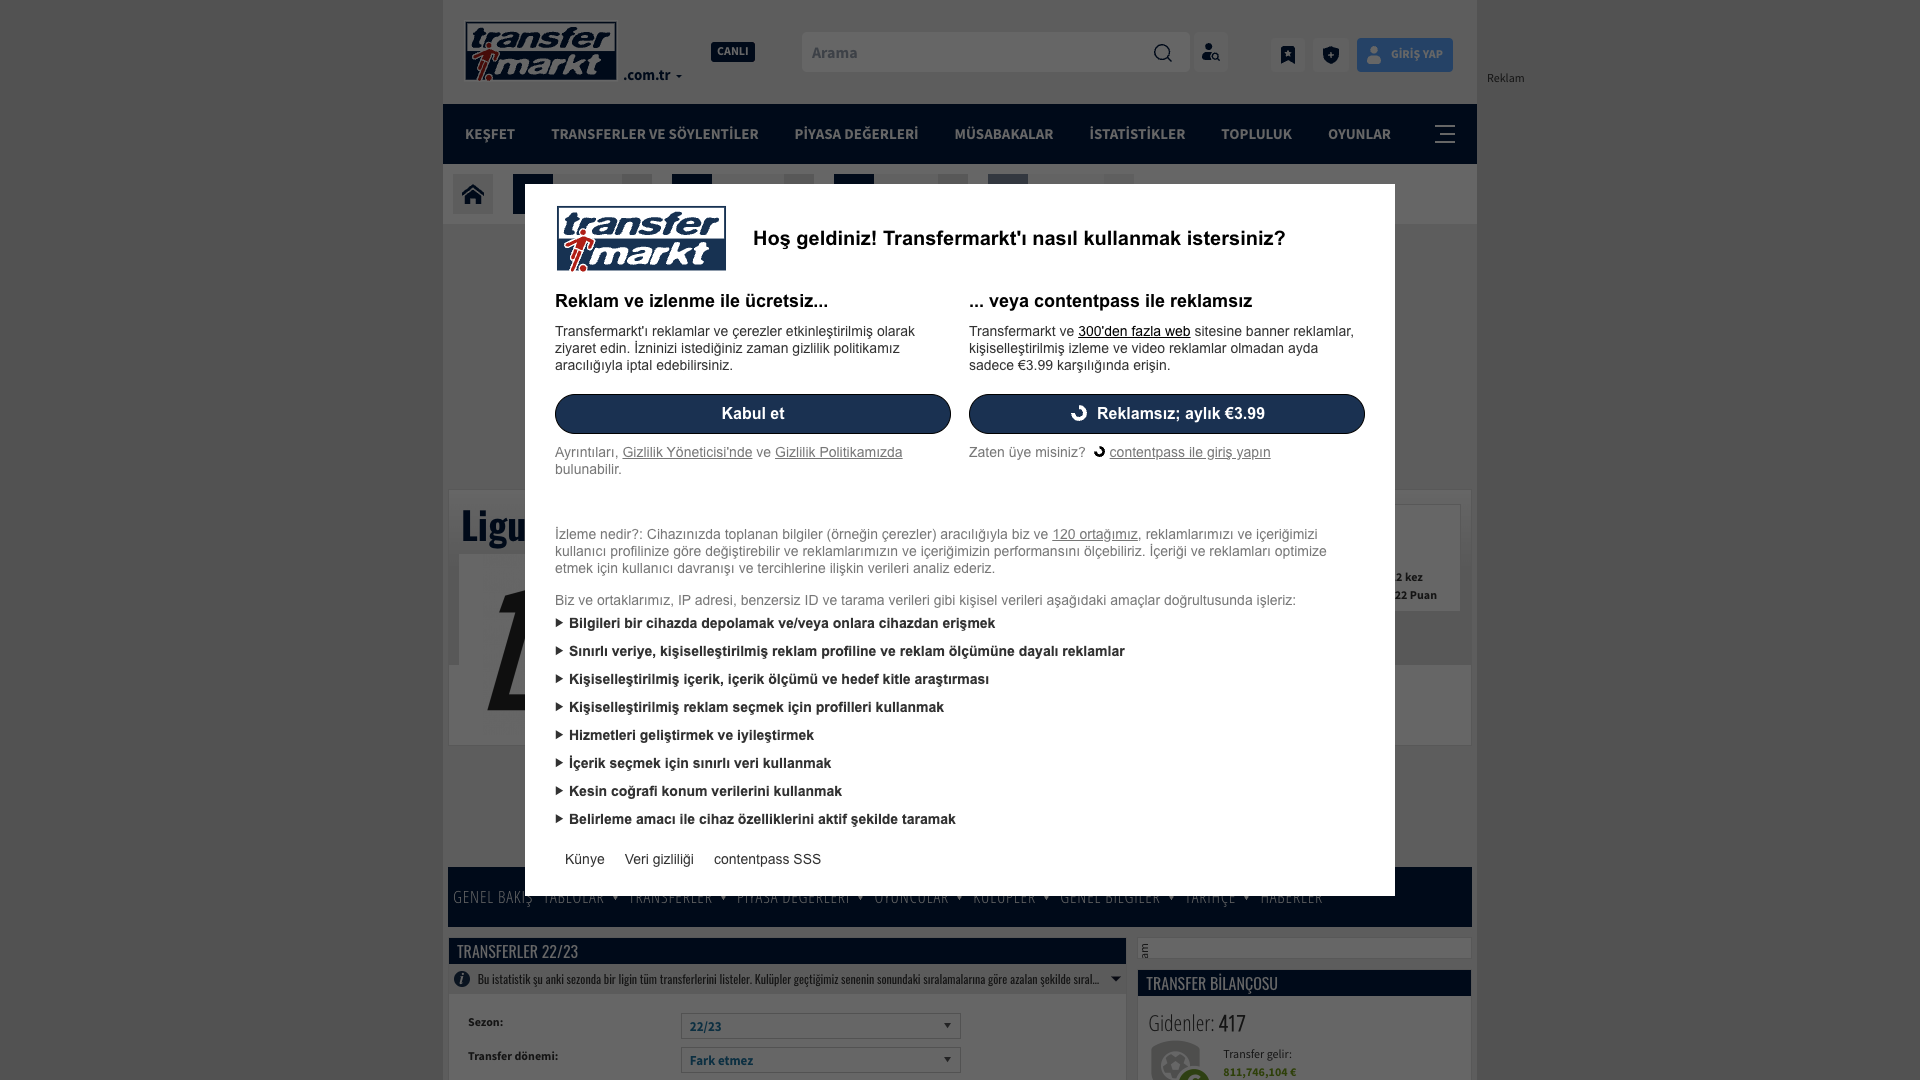 transfer
markt
.com.tr
CANLI
Arama
GİRİŞ YAP
Reklam
KEŞFET
TRANSFERLER VE SÖYLENTİLER
PİYASA DEĞERLERİ
MÜSABAKALAR
İSTATİSTİKLER
TOPLULUK
OYUNLAR
transfer
markt
Hoş geldiniz! Transfermarkt'ı nasıl kullanmak istersiniz?
Reklam ve izlenme ile ücretsiz...
Transfermarkt'ı reklamlar ve çerezler etkinleştirilmiş olarak
ziyaret edin. İzninizi istediğiniz zaman gizlilik politikamız
aracılığıyla iptal edebilirsiniz.
Kabul et
Ayrıntıları, Gizlilik Yöneticisi'nde ve Gizlilik Politikamızda
bulunabilir.
... veya contentpass ile reklamsız
Transfermarkt ve 300'den fazla web sitesine banner reklamlar,
kişiselleştirilmiş izleme ve video reklamlar olmadan ayda
sadece €3.99 karşılığında erişin.
Reklamsız; aylık €3.99
Zaten üye misiniz? contentpass ile giriş yapın
İzleme nedir?: Cihazınızda toplanan bilgiler (örneğin çerezler) aracılığıyla biz ve 120 ortağımız, reklamlarımızı ve içeriğimizi
kullanıcı profilinize göre değiştirebilir ve reklamlarımızın ve içeriğimizin performansını ölçebiliriz. İçeriği ve reklamları optimize
etmek için kullanıcı davranışı ve tercihlerine ilişkin verileri analiz ederiz.
Biz ve ortaklarımız, IP adresi, benzersiz ID ve tarama verileri gibi kişisel verileri aşağıdaki amaçlar doğrultusunda işleriz:
Bilgileri bir cihazda depolamak ve/veya onlara cihazdan erişmek
Sınırlı veriye, kişiselleştirilmiş reklam profiline ve reklam ölçümüne dayalı reklamlar
Kişiselleştirilmiş içerik, içerik ölçümü ve hedef kitle araştırması
Kişiselleştirilmiş reklam seçmek için profilleri kullanmak
Hizmetleri geliştirmek ve iyileştirmek
İçerik seçmek için sınırlı veri kullanmak
Kesin coğrafi konum verilerini kullanmak
Belirleme amacı ile cihaz özelliklerini aktif şekilde taramak
Künye
Veri gizliliği
contentpass SSS
Ligu
2 kez
22 Puan
GENEL BAKIŞ TABLOLAR TRANSFERLER PİYASA DEĞERLERİ OYUNCULAR KULÜPLER GENEL BİLGİLER TARİHÇE HABERLER
TRANSFERLER 22/23
Bu istatistik şu anki sezonda bir ligin tüm transferlerini listeler. Kulüpler geçtiğimiz senenin sonundaki sıralamalarına göre azalan şekilde sıral...
Sezon:
22/23
Transfer dönemi:
Fark etmez
am
TRANSFER BİLANÇOSU
Gidenler: 417
Transfer gelir:
811,746,104 €